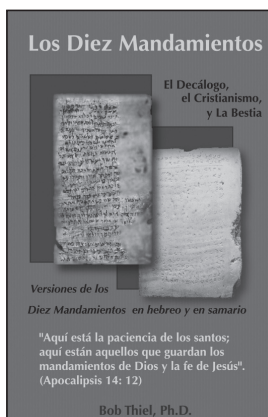 Los Diez Mandamientos
El Decálogo,
el Cristianismo,
y La Bestia
Versiones de los
Diez Mandamientos en hebreo y en samario
"Aquí está la paciencia de los santos;
aquí están aquellos que guardan los
mandamientos de Dios y la fe de Jesús".
(Apocalipsis 14: 12)
Bob Thiel, Ph.D.